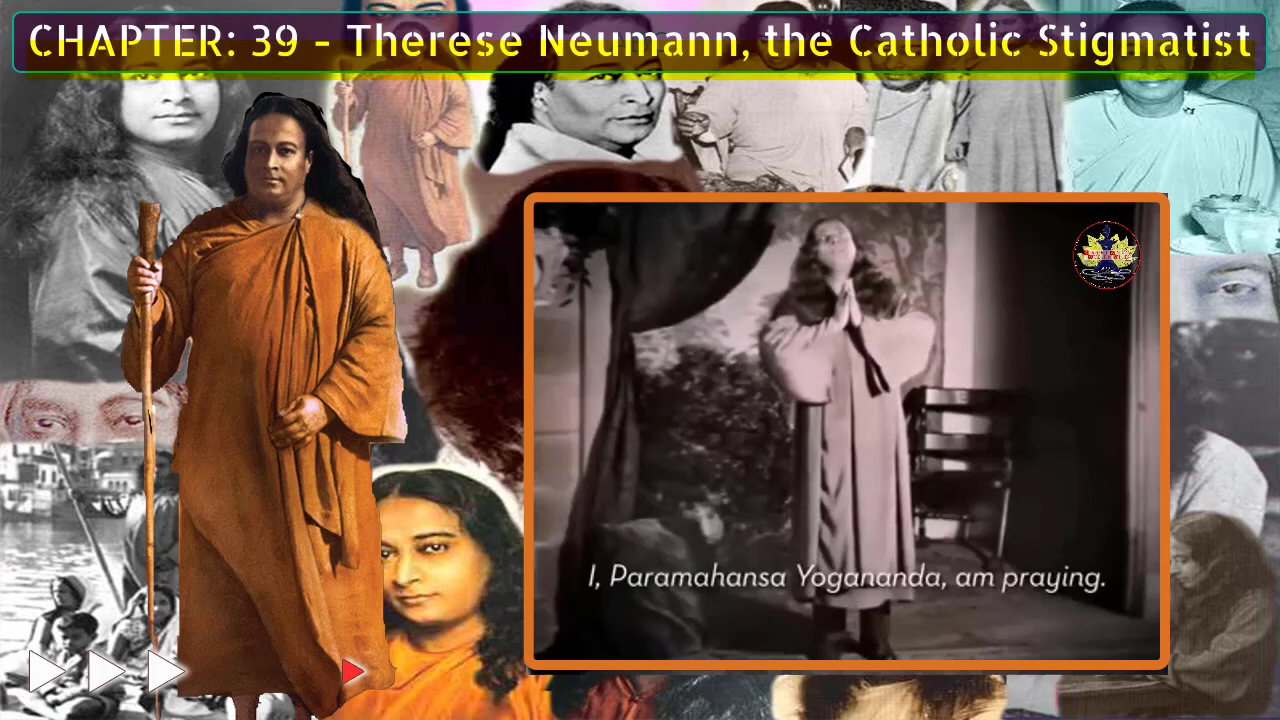 CHAPTER: 39 - Therese Neumann, the Catholic Stigmatist
I, Paramahansa Yogananda, am praying.